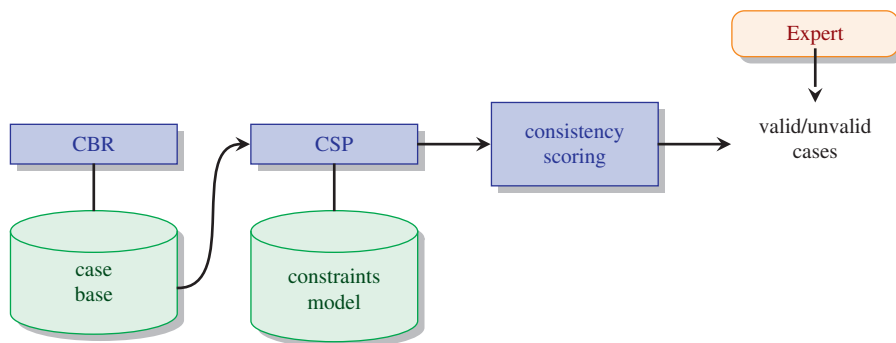 Expert
CBR
CSP
consistency
scoring
valid/unvalid
cases
case
base
constraints
model